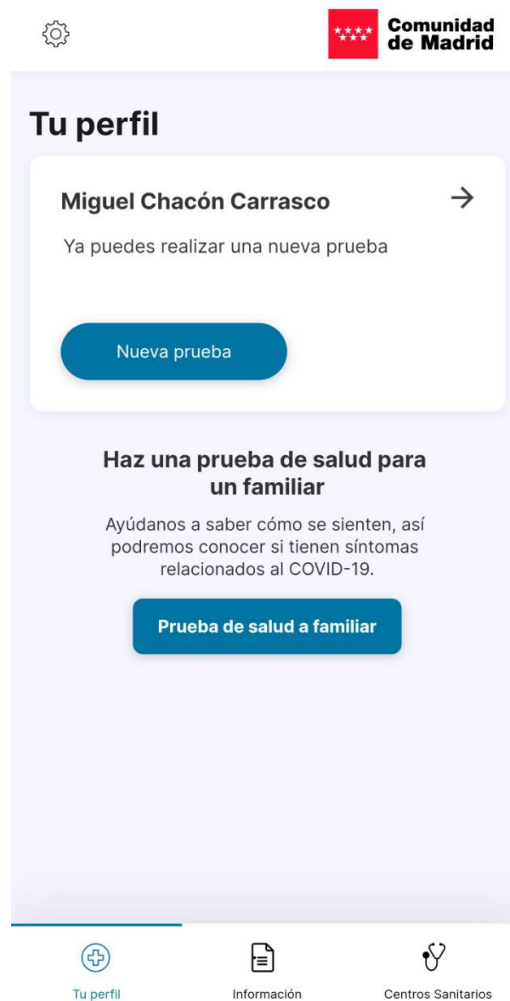 Comunidad
de Madrid
Tu perfil
Miguel Chacón Carrasco
Ya puedes realizar una nueva prueba
Nueva prueba
Haz una prueba de salud para
un familiar
Ayúdanos a saber cómo se sienten, así
podremos conocer si tienen síntomas
relacionados al COVID-19.
Prueba de salud a familiar
Tu perfil
Información
Centros Sanitarios